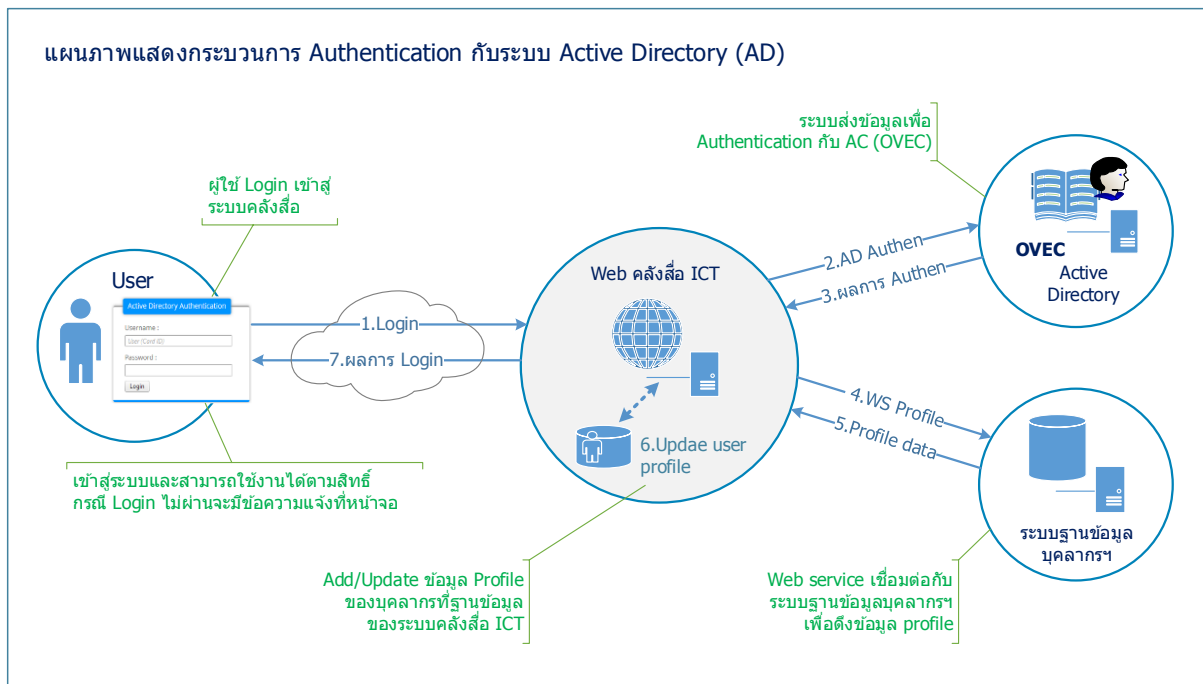 แผนภาพแสดงกระบวนการ Authentication กับระบบ Active Directory (AD)
ระบบส่งข้อมูลเพื่อ
Authentication กับ AC (OVEC)
ผู้ใช้ Login เข้าสู่
ระบบคลังสื่อ
User
Active Directory Authentication
Username :
User (Card ID)
Password :
Login
1.Login
7.ผลการ Login
Web คลังสื่อ ICT
2.AD Authen
3.ผลการ Authen
OVEC
Active
Directory
4.WS Profile
5.Profile data
6.Updae user
profile
ระบบฐานข้อมูล
บุคลากรฯ
เข้าสู่ระบบและสามารถใช้งานได้ตามสิทธิ์
กรณี Login ไม่ผ่านจะมีข้อความแจ้งที่หน้าจอ
Add/Update ข้อมูล Profile
ของบุคลากรที่ฐานข้อมูล
ของระบบคลังสื่อ ICT
Web service เชื่อมต่อกับ
ระบบฐานข้อมูลบุคลากรฯ
เพื่อดึงข้อมูล profile